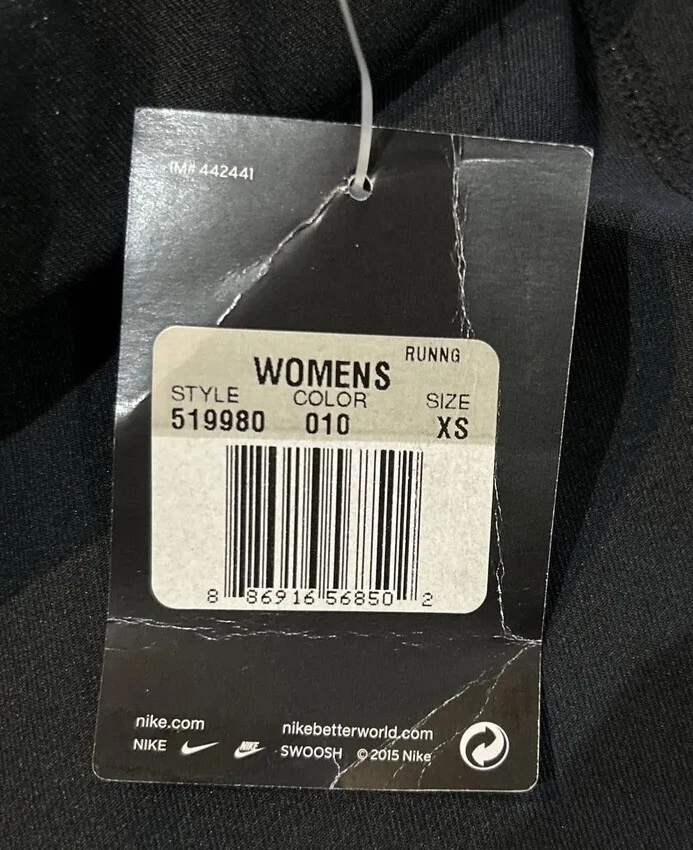 IM# 442441
RUNNG
WOMENS
STYLE COLOR SIZE
519980 010 XS
8 86916 56850 2
nike.com nikebetterworld.com
NIKE NIKE SWOOSH © 2015 Nike